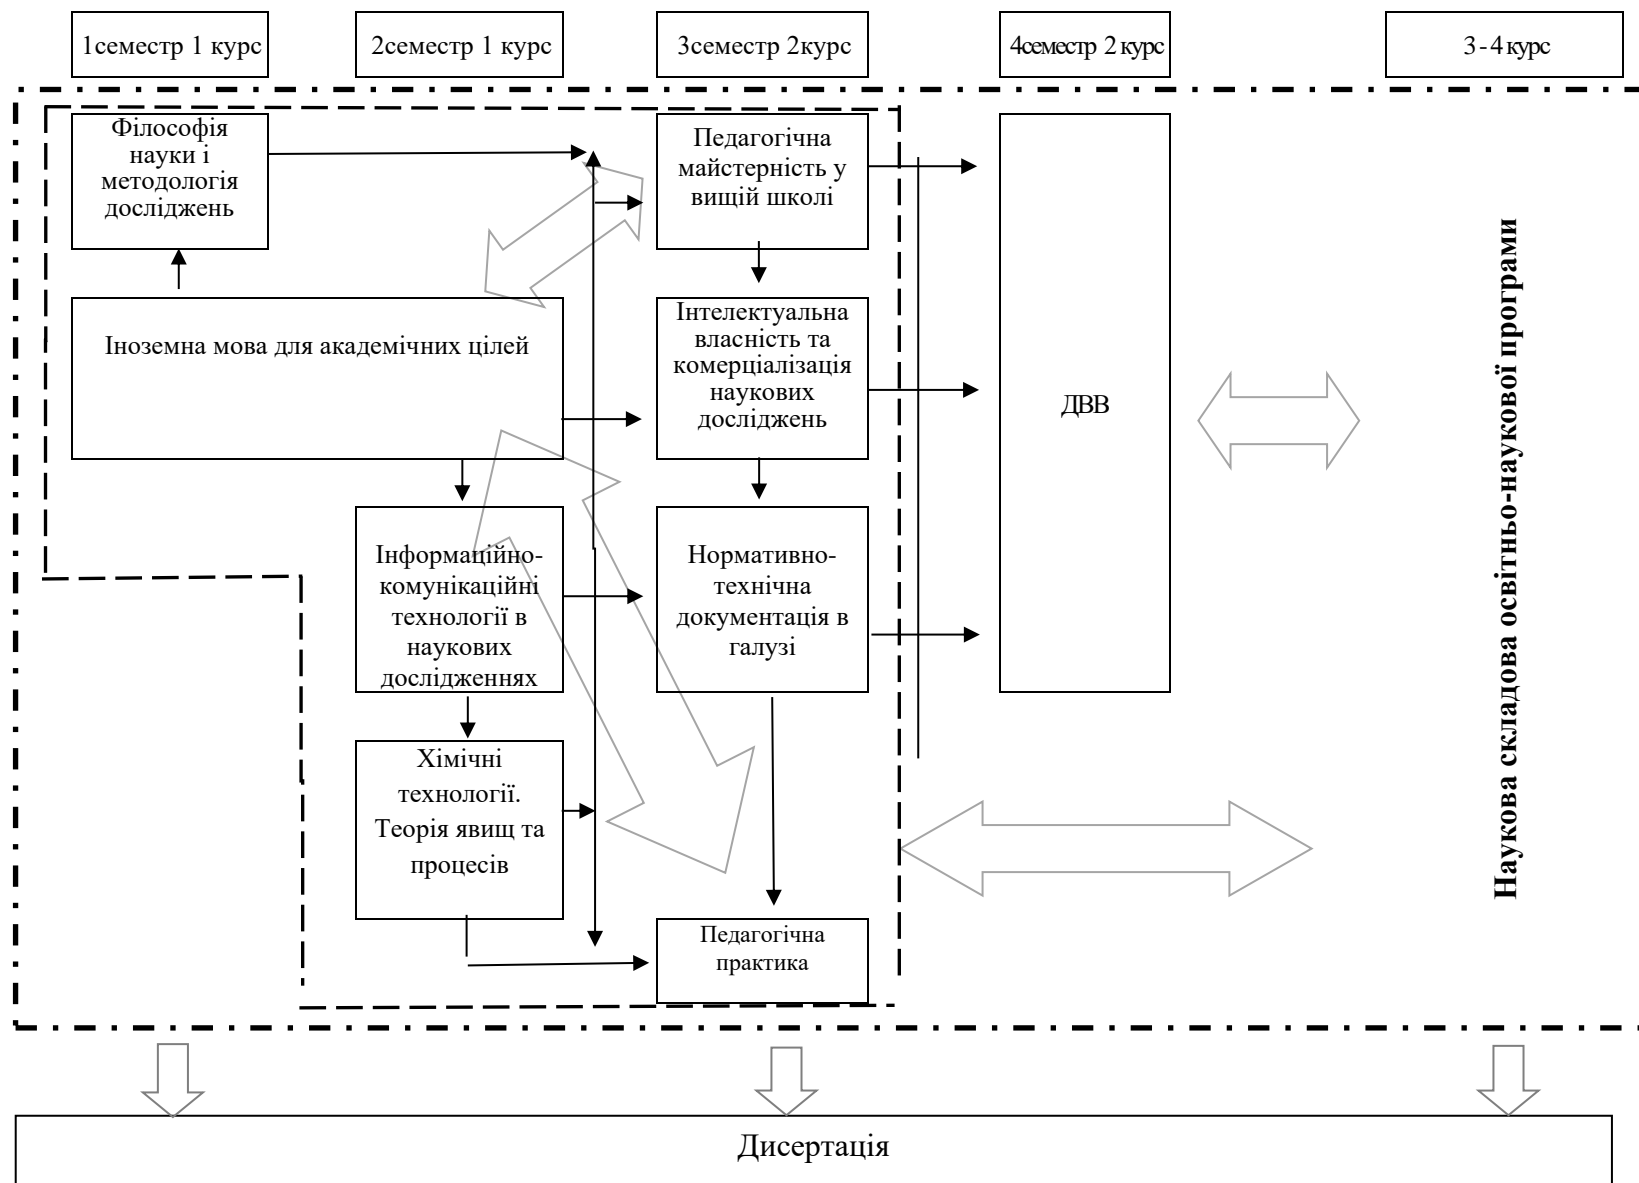 1семестр 1 курс
2семестр 1 курс
3семестр 2курс
4семестр 2 курс
3-4 курс
Філософія
науки і
методологія
досліджень
Педагогічна
майстерність у
вищій школі
Іноземна мова для академічних цілей
Інтелектуальна
власність та
комерціалізація
наукових
досліджень
ДВВ
Наукова складова освітньо-наукової програми
Інформаційно-
комунікаційні
технології в
наукових
дослідженнях
Нормативно-
технічна
документація в
галузі
Хімічні
технології.
Теорія явищ та
процесів
Педагогічна
практика
Дисертація